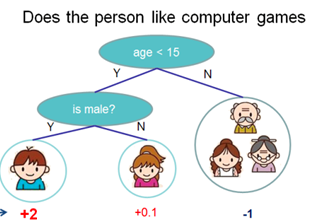 Does the person like computer games
age < 15
Y
N
is male?
Y
N
+2
+0.1
-1